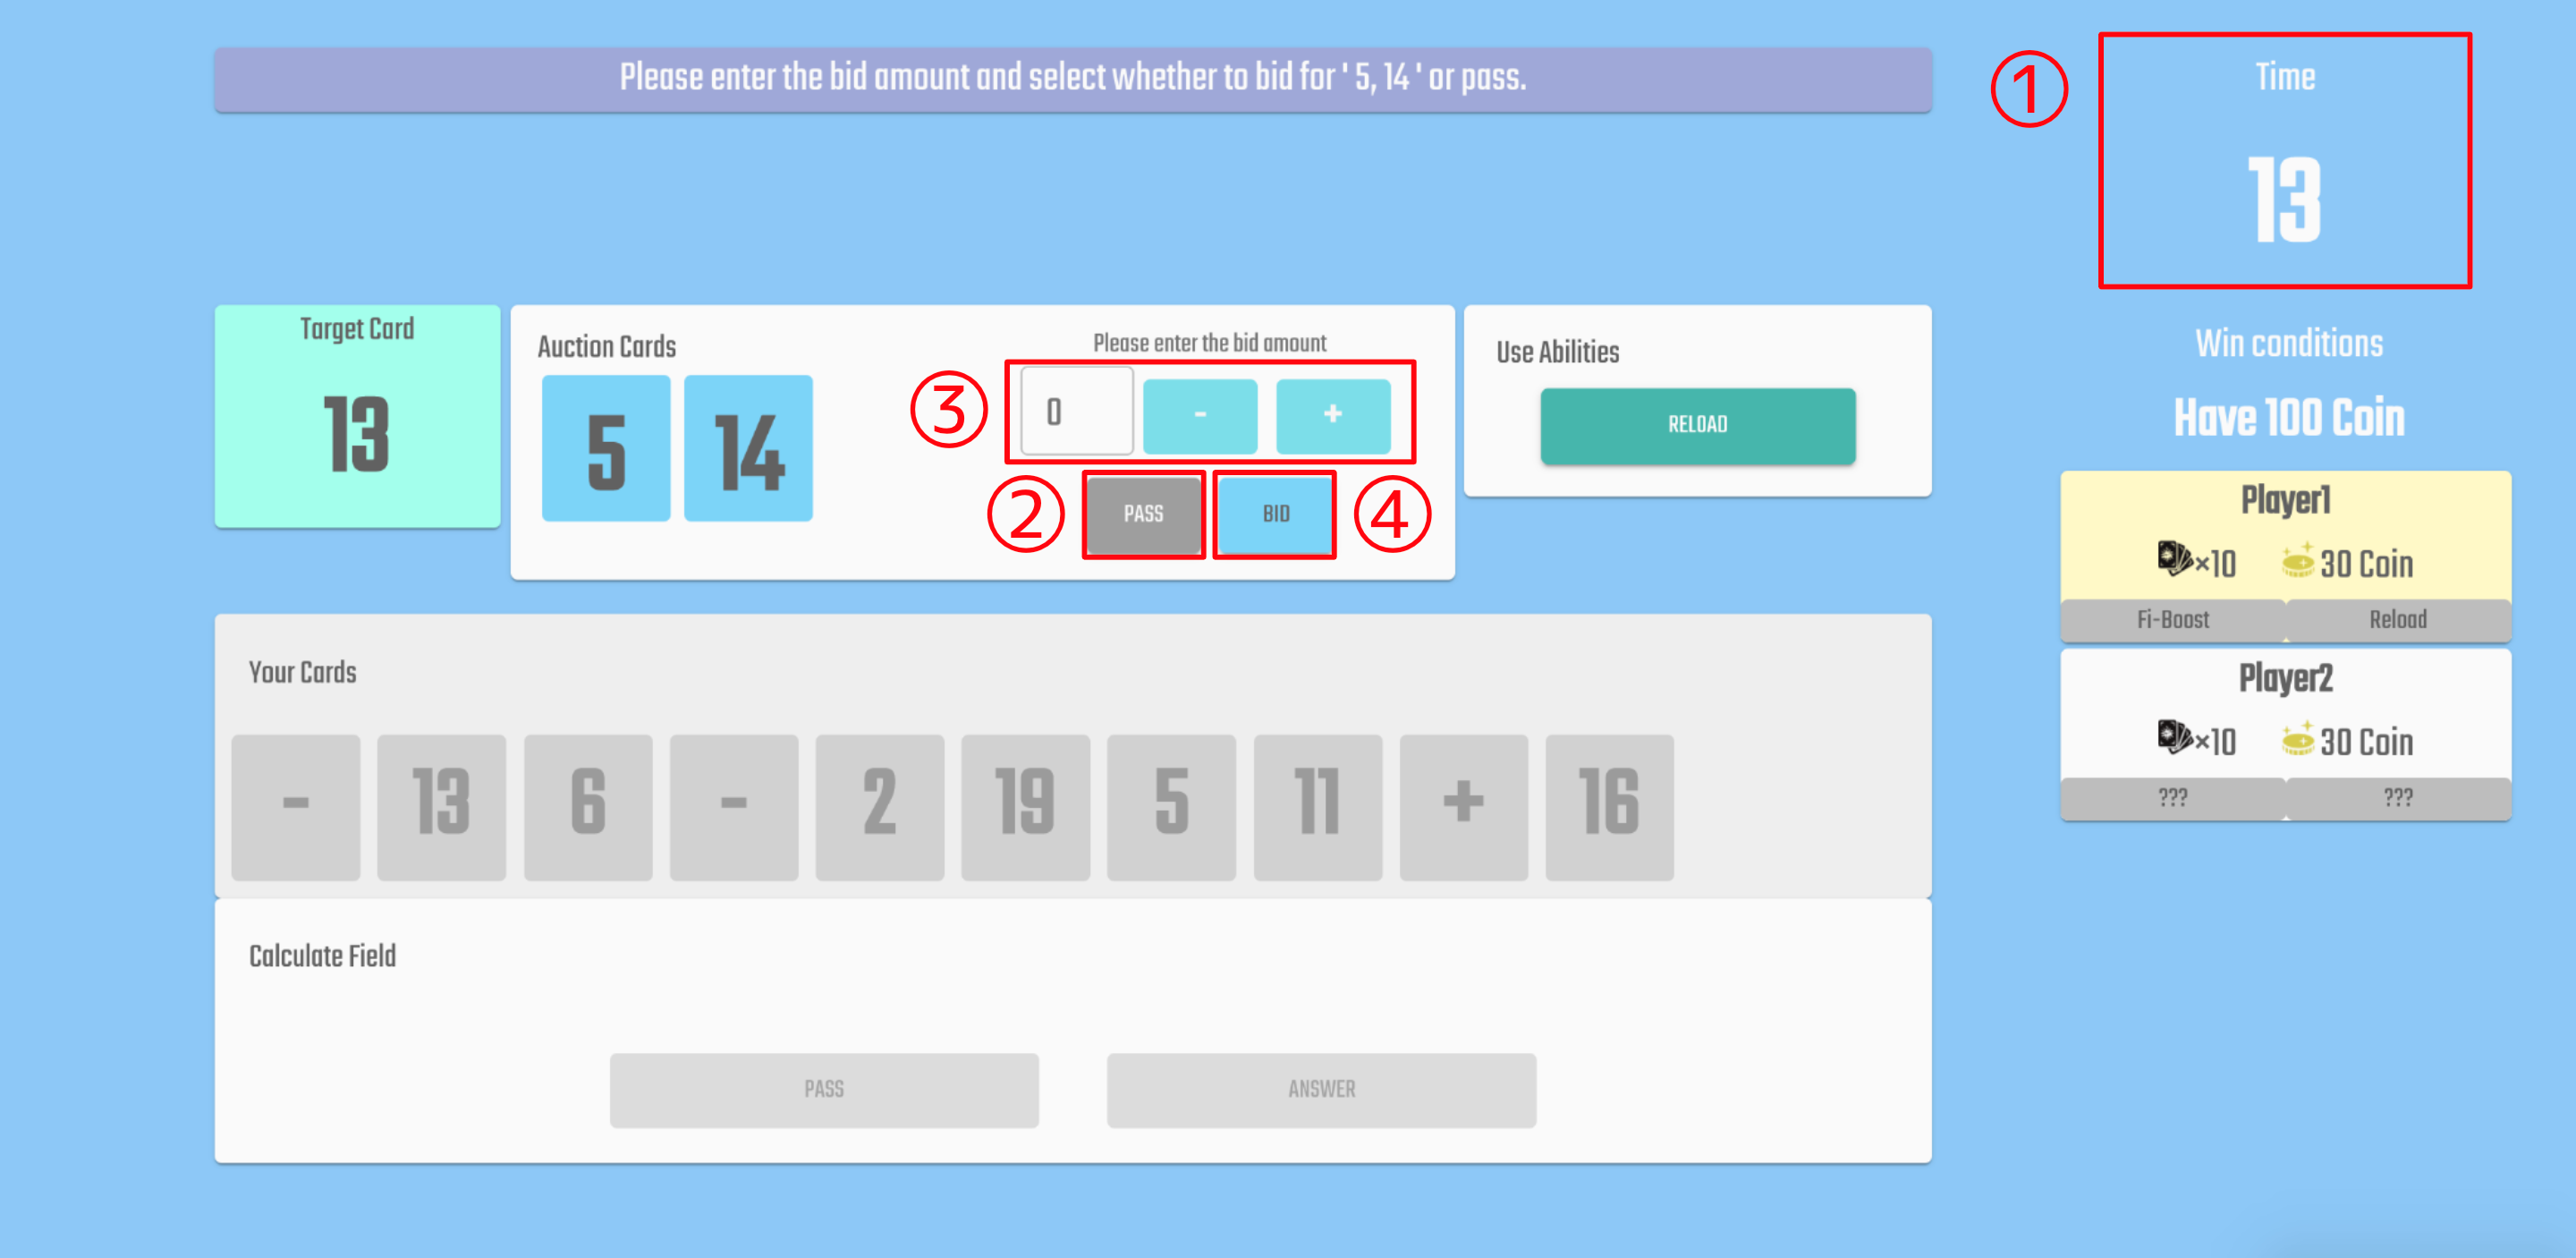 Please enter the bid amount and select whether to bid for ' 5, 14 ' or pass.
①
Time
13
Win conditions
Have 100 Coin
Target Card
13
Auction Cards
5 14
Please enter the bid amount
③
0 - +
② PASS BID ④
Use Abilities
RELOAD
Player1
×10 30 Coin
Fi-Boost Reload
Player2
×10 30 Coin
??? ???
Your Cards
- 13 6 - 2 19 5 11 + 16
Calculate Field
PASS ANSWER